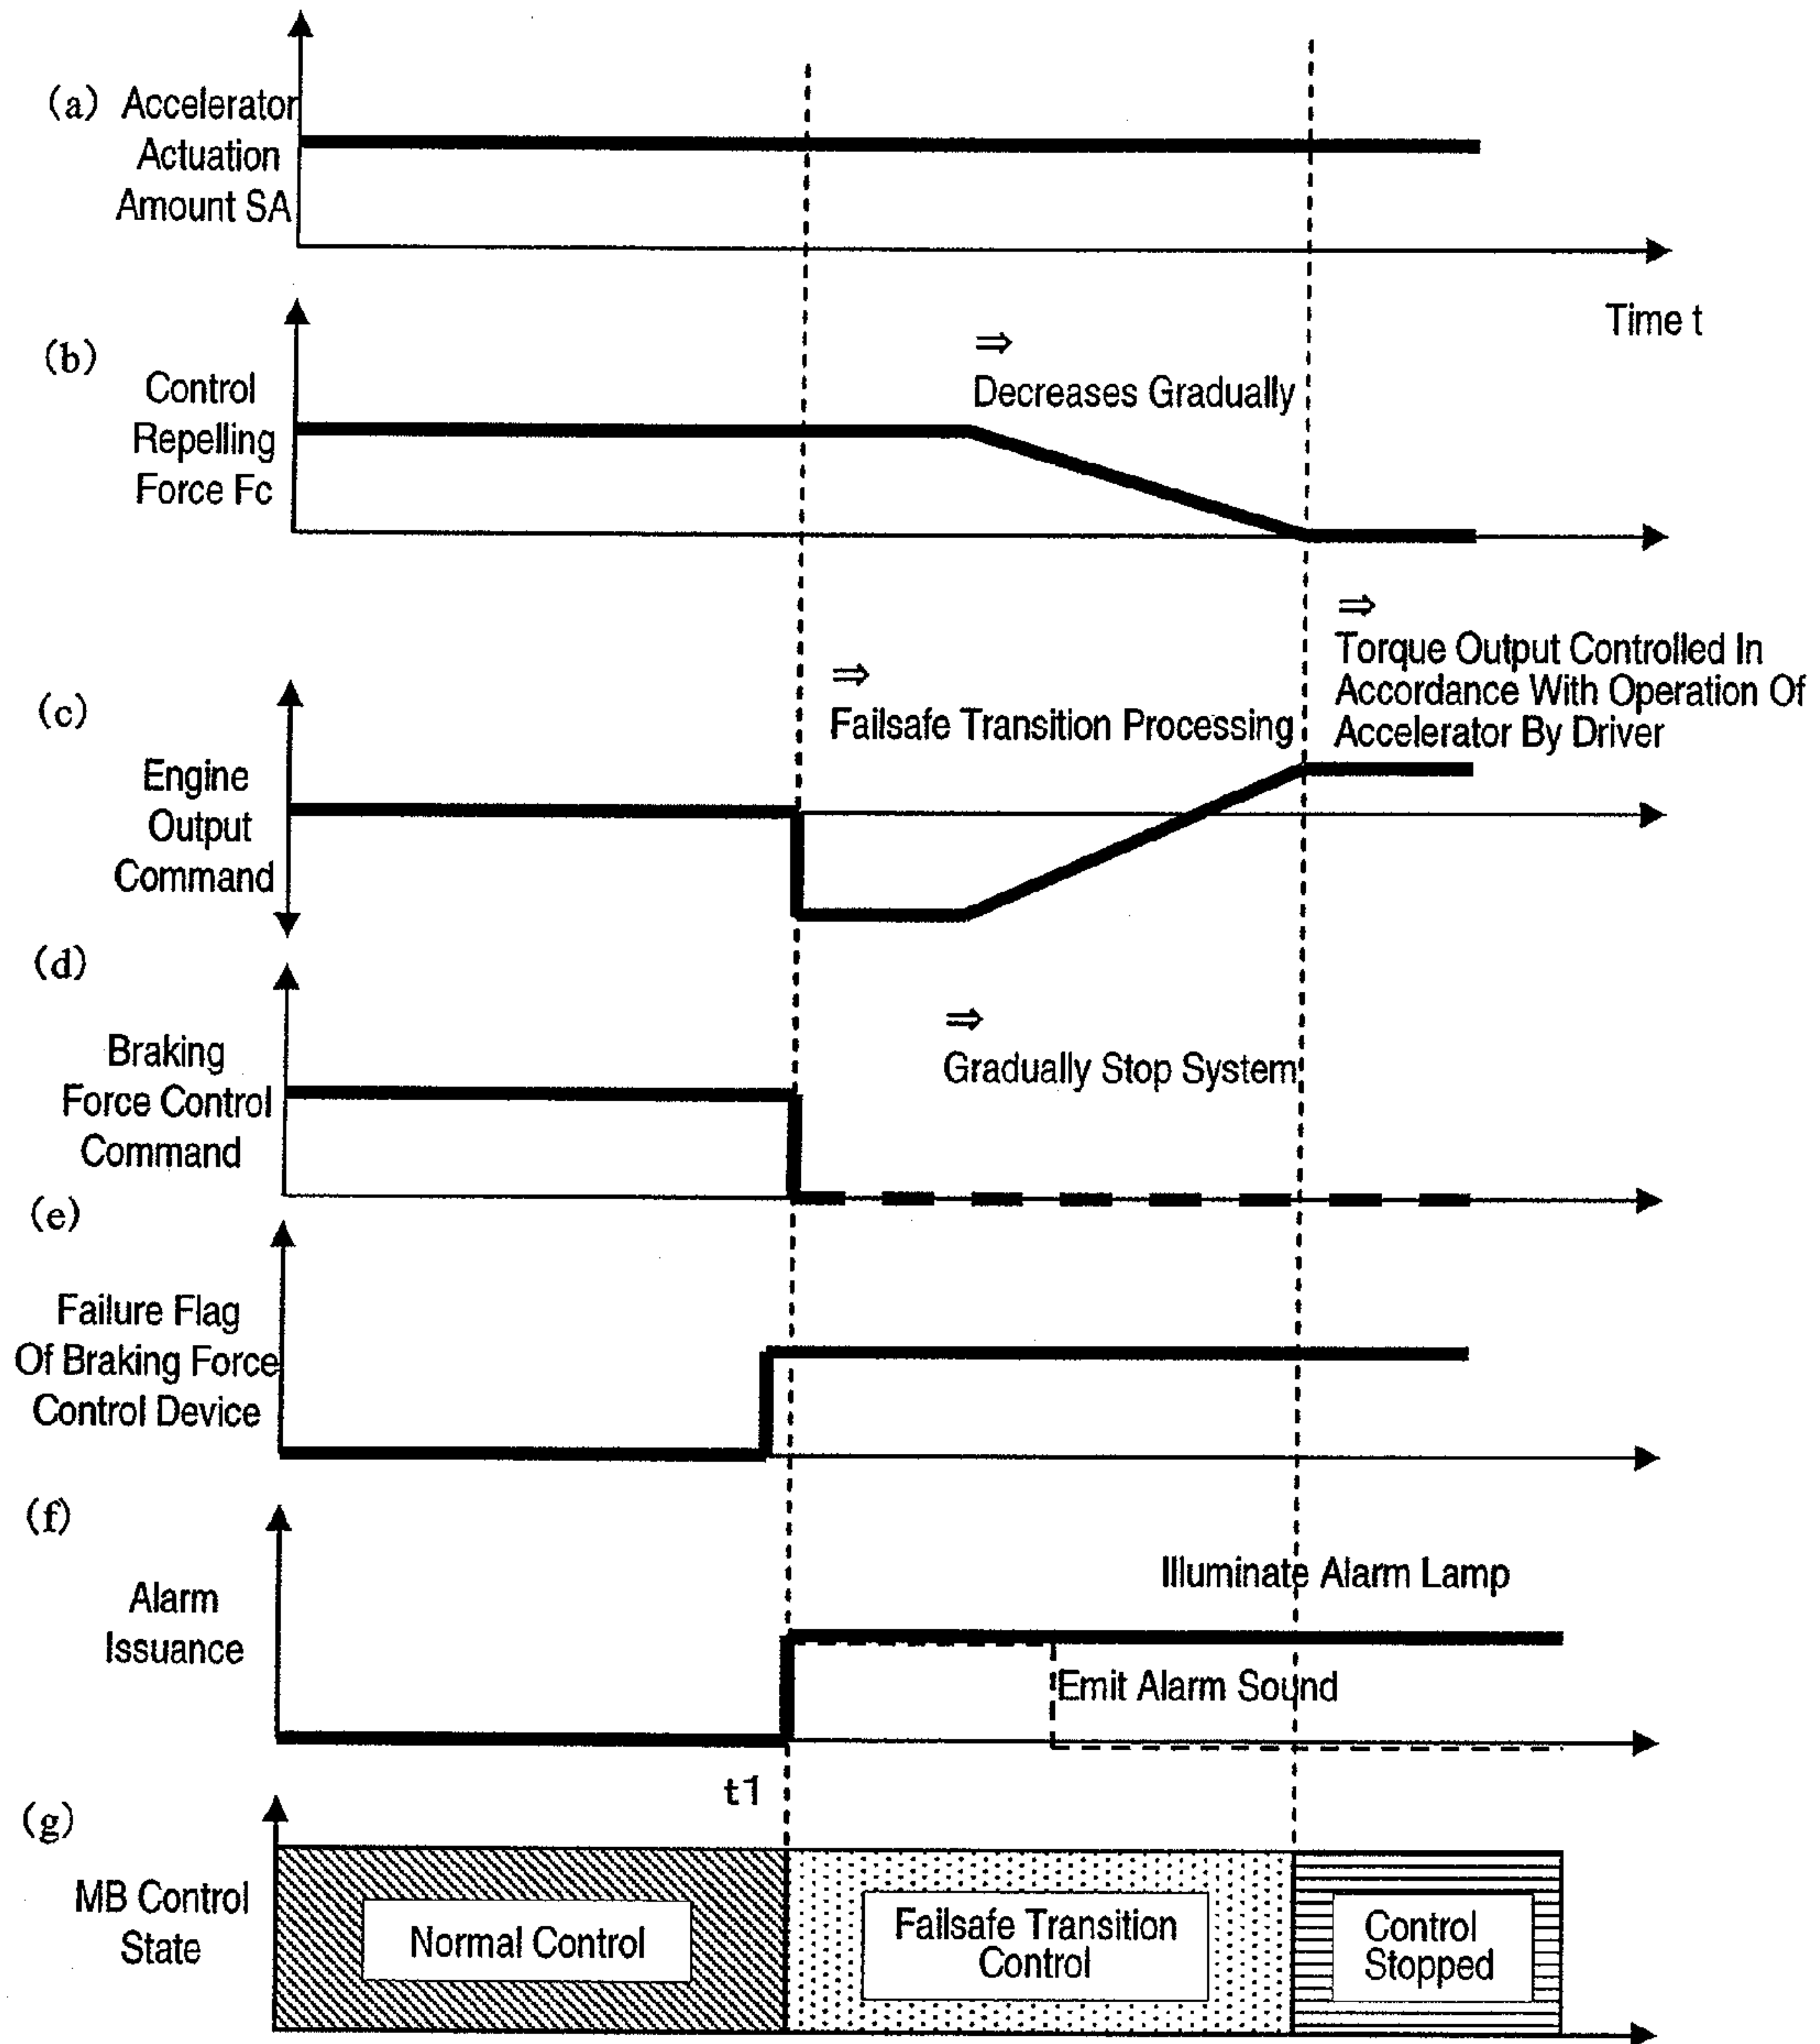 (a) Accelerator
Actuation
Amount SA
Time t
(b)
Control
Repelling
Force Fc
⇒
Decreases Gradually
(c)
Engine
Output
Command
⇒
Failsafe Transition Processing
⇒
Torque Output Controlled In
Accordance With Operation Of
Accelerator By Driver
(d)
Braking
Force Control
Command
⇒
Gradually Stop System
(e)
Failure Flag
Of Braking Force
Control Device
(f)
Alarm
Issuance
Illuminate Alarm Lamp
Emit Alarm Sound
t1
(g)
MB Control
State
Normal Control
Failsafe Transition
Control
Control
Stopped